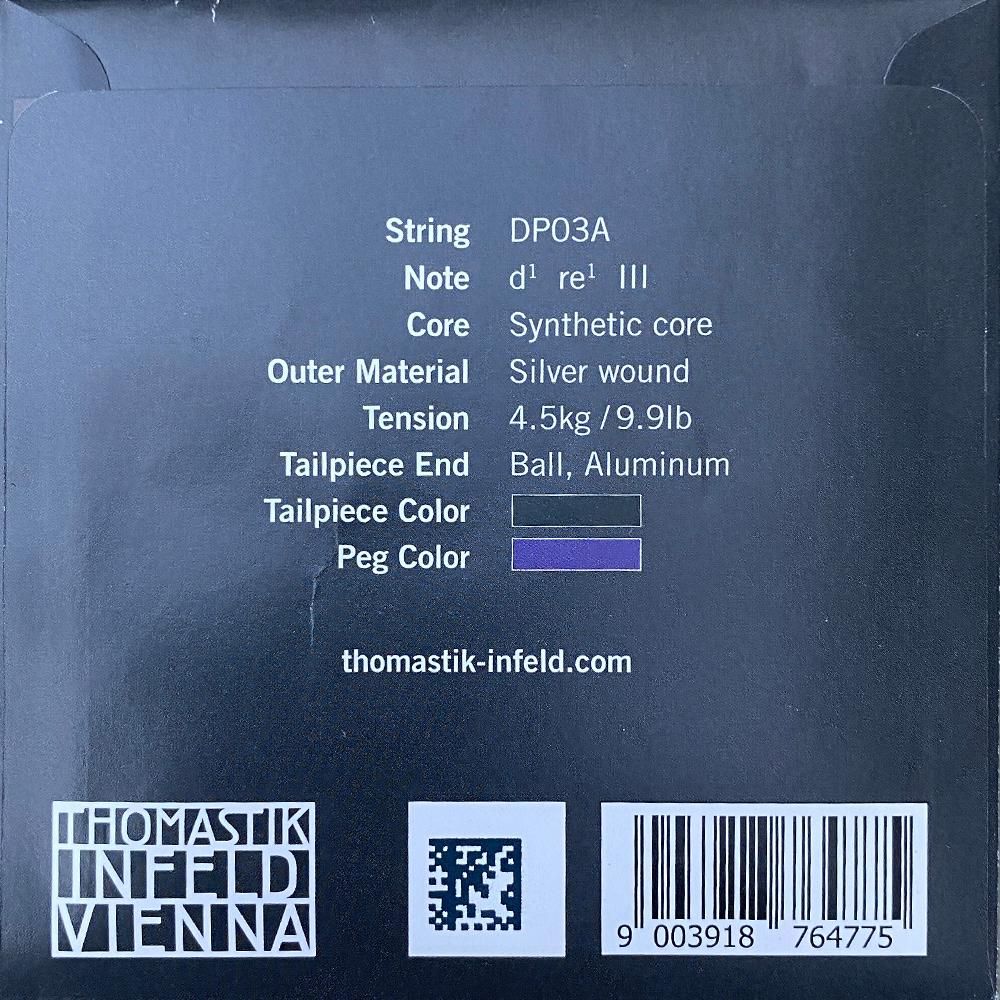 String DP03A
Note d¹ re¹ III
Core Synthetic core
Outer Material Silver wound
Tension 4.5kg / 9.9lb
Tailpiece End Ball, Aluminum
Tailpiece Color
Peg Color
thomastik-infeld.com
THOMASTIK
INFELD
VIENNA
9 003918 764775